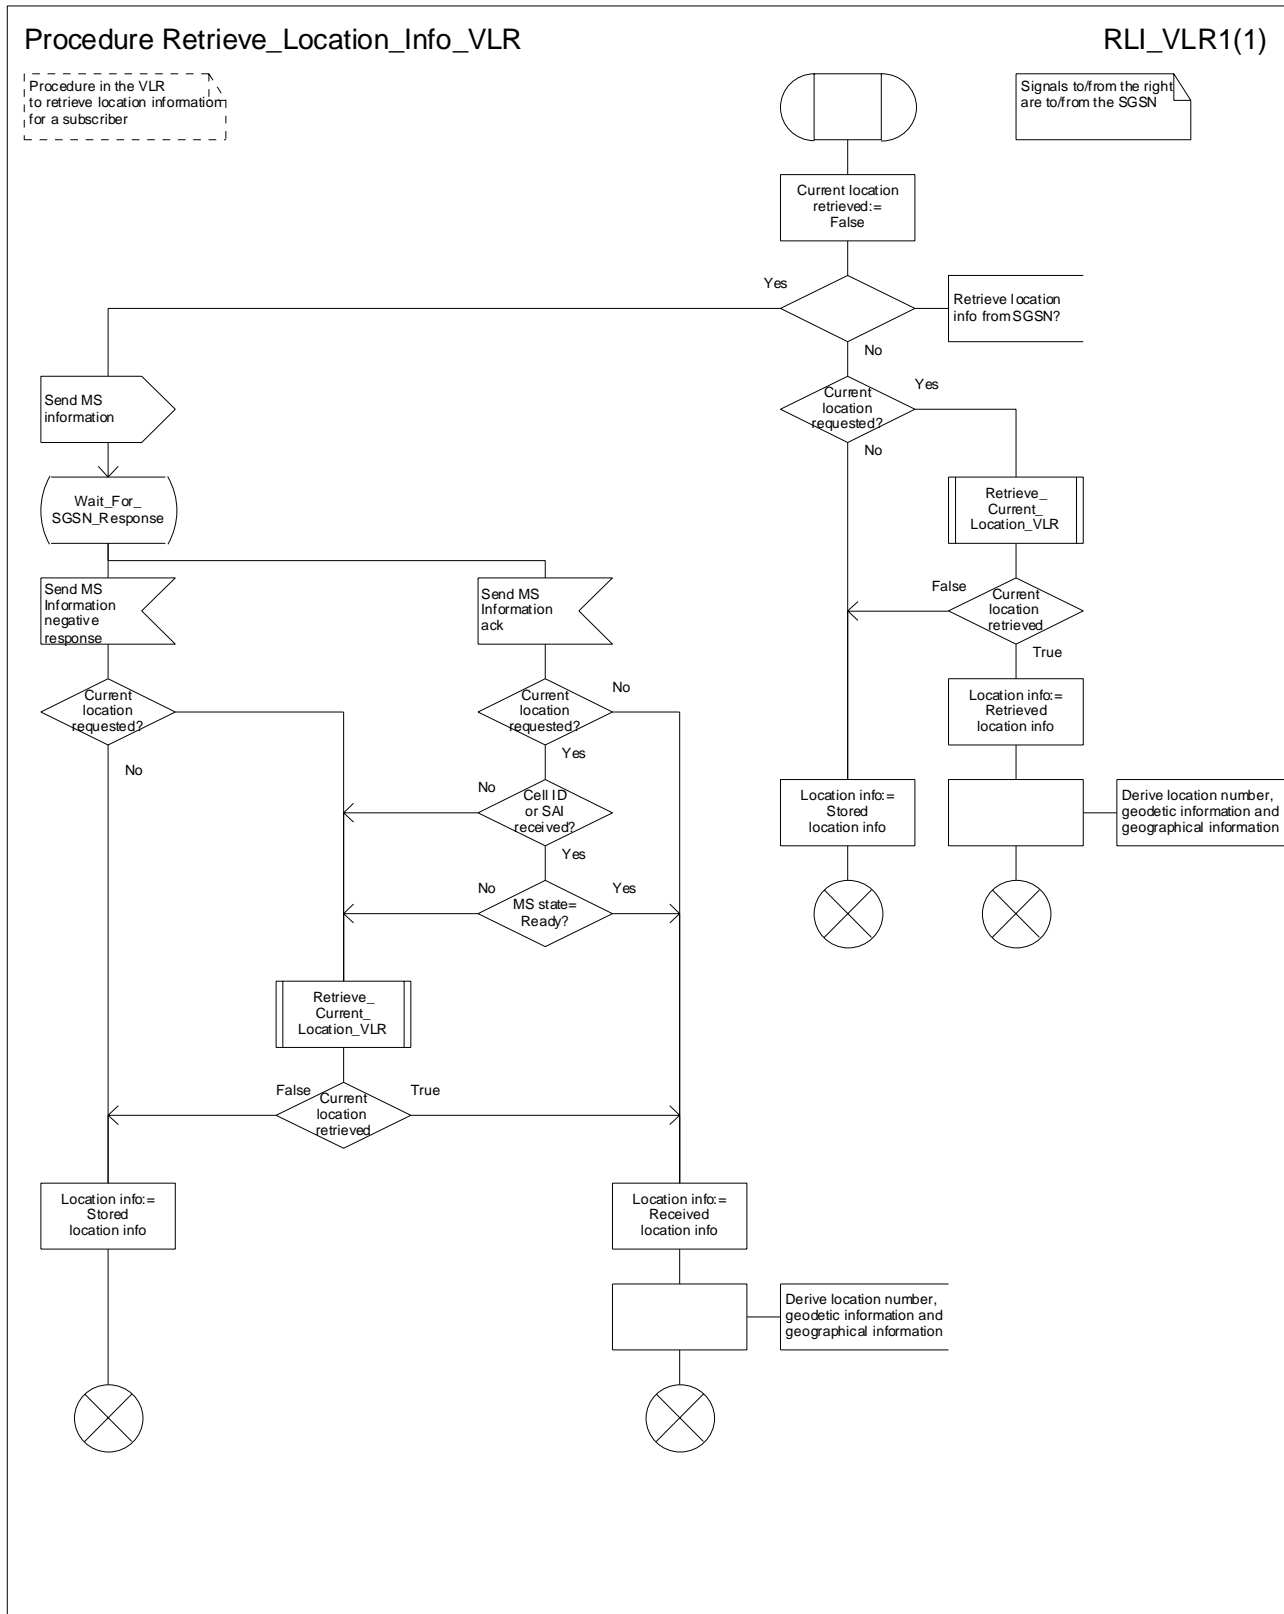 Procedure Retrieve_Location_Info_VLR
RLI_VLR1(1)
Procedure in the VLR
to retrieve location information
for a subscriber
Signals to/from the right
are to/from the SGSN
Current location
retrieved:=
False
Yes
Retrieve location
info from SGSN?
No
Send MS
information
Current
location
requested?
Yes
No
Wait_For_
SGSN_Response
Retrieve_
Current_
Location_VLR
Send MS
Information
negative
response
Send MS
Information
ack
False
Current
location
retrieved
True
Current
location
requested?
No
Current
location
requested?
No
Yes
Location info:=
Retrieved
location info
No
Cell ID
or SAI
received?
Yes
Location info:=
Stored
location info
Derive location number,
geodetic information and
geographical information
No
MS state=
Ready?
Yes
Retrieve_
Current_
Location_VLR
False
Current
location
retrieved
True
Location info:=
Stored
location info
Location info:=
Received
location info
Derive location number,
geodetic information and
geographical information